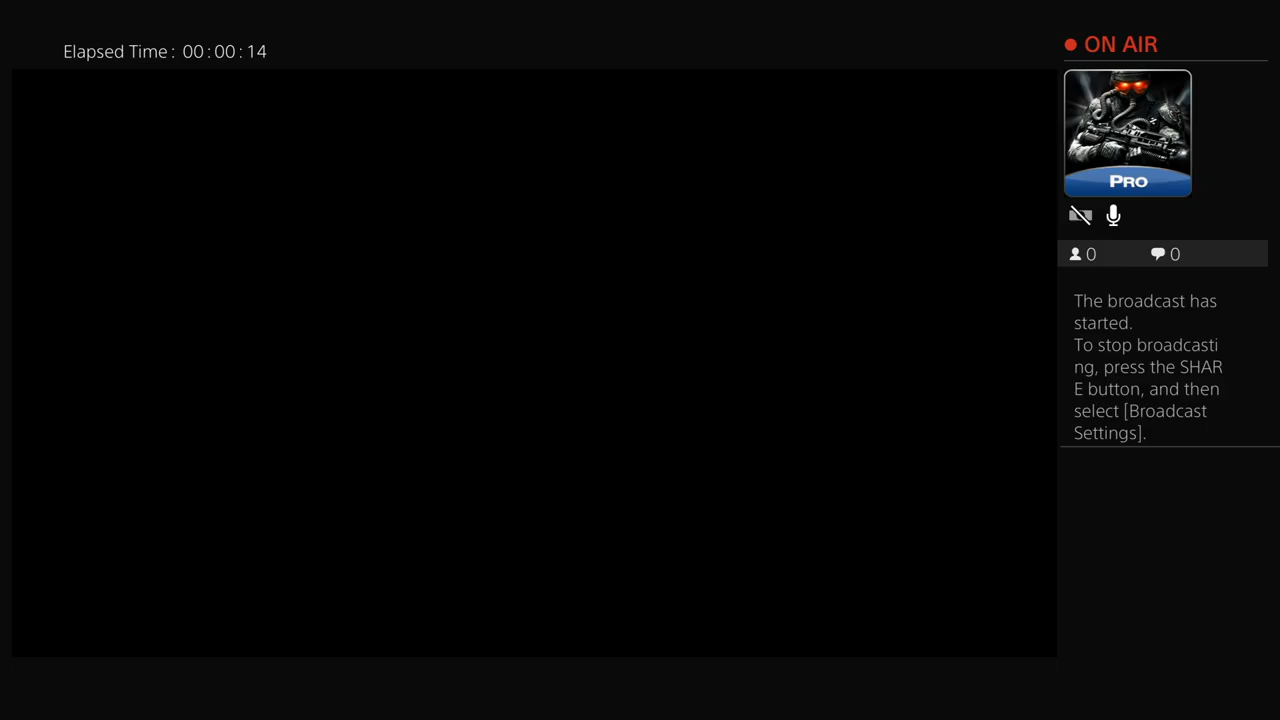 Elapsed Time : 00:00:14
ON AIR
PRO
0 0
The broadcast has
started.
To stop broadcasti
ng, press the SHAR
E button, and then
select [Broadcast
Settings].